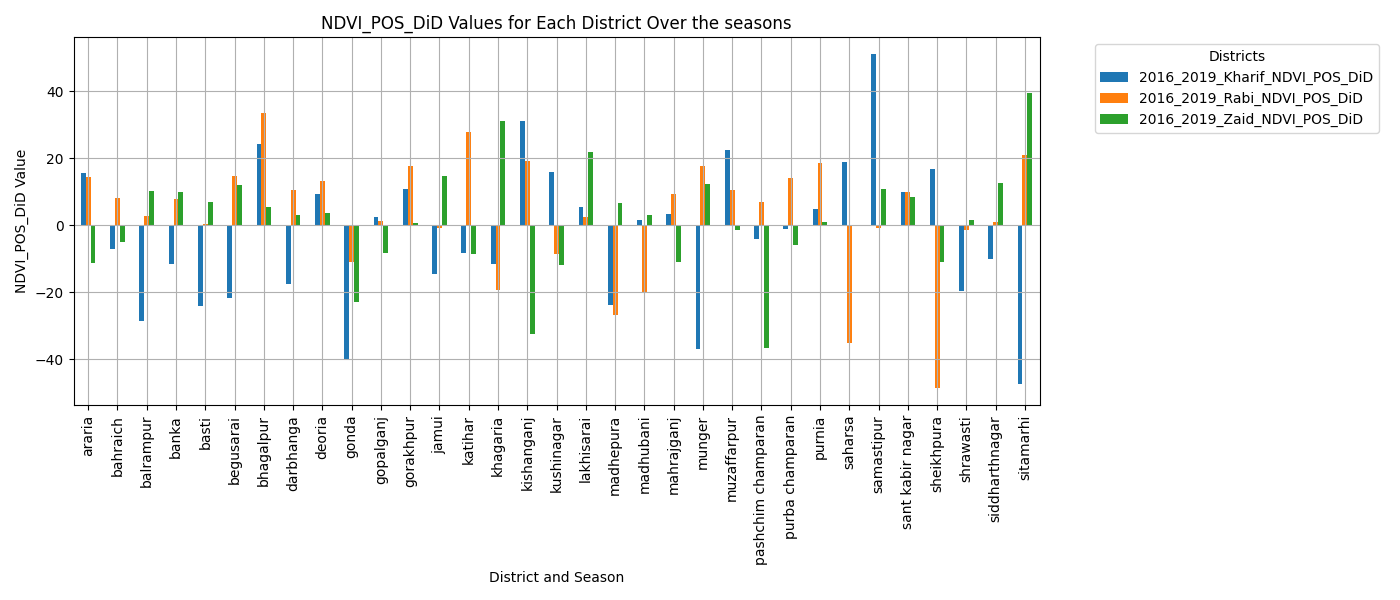 NDVI_POS_DiD Values for Each District Over the seasons
Districts
2016_2019_Kharif_NDVI_POS_DiD
2016_2019_Rabi_NDVI_POS_DiD
2016_2019_Zaid_NDVI_POS_DiD
NDVI_POS_DiD Value
40
20
0
−20
−40
araria
bahraich
balrampur
banka
basti
begusarai
bhagalpur
darbhanga
deoria
gonda
gopalganj
gorakhpur
jamui
katihar
khagaria
kishanganj
kushinagar
lakhisarai
madhepura
madhubani
mahrajganj
munger
muzaffarpur
pashchim champaran
purba champaran
purnia
saharsa
samastipur
sant kabir nagar
sheikhpura
shrawasti
siddharthnagar
sitamarhi
District and Season